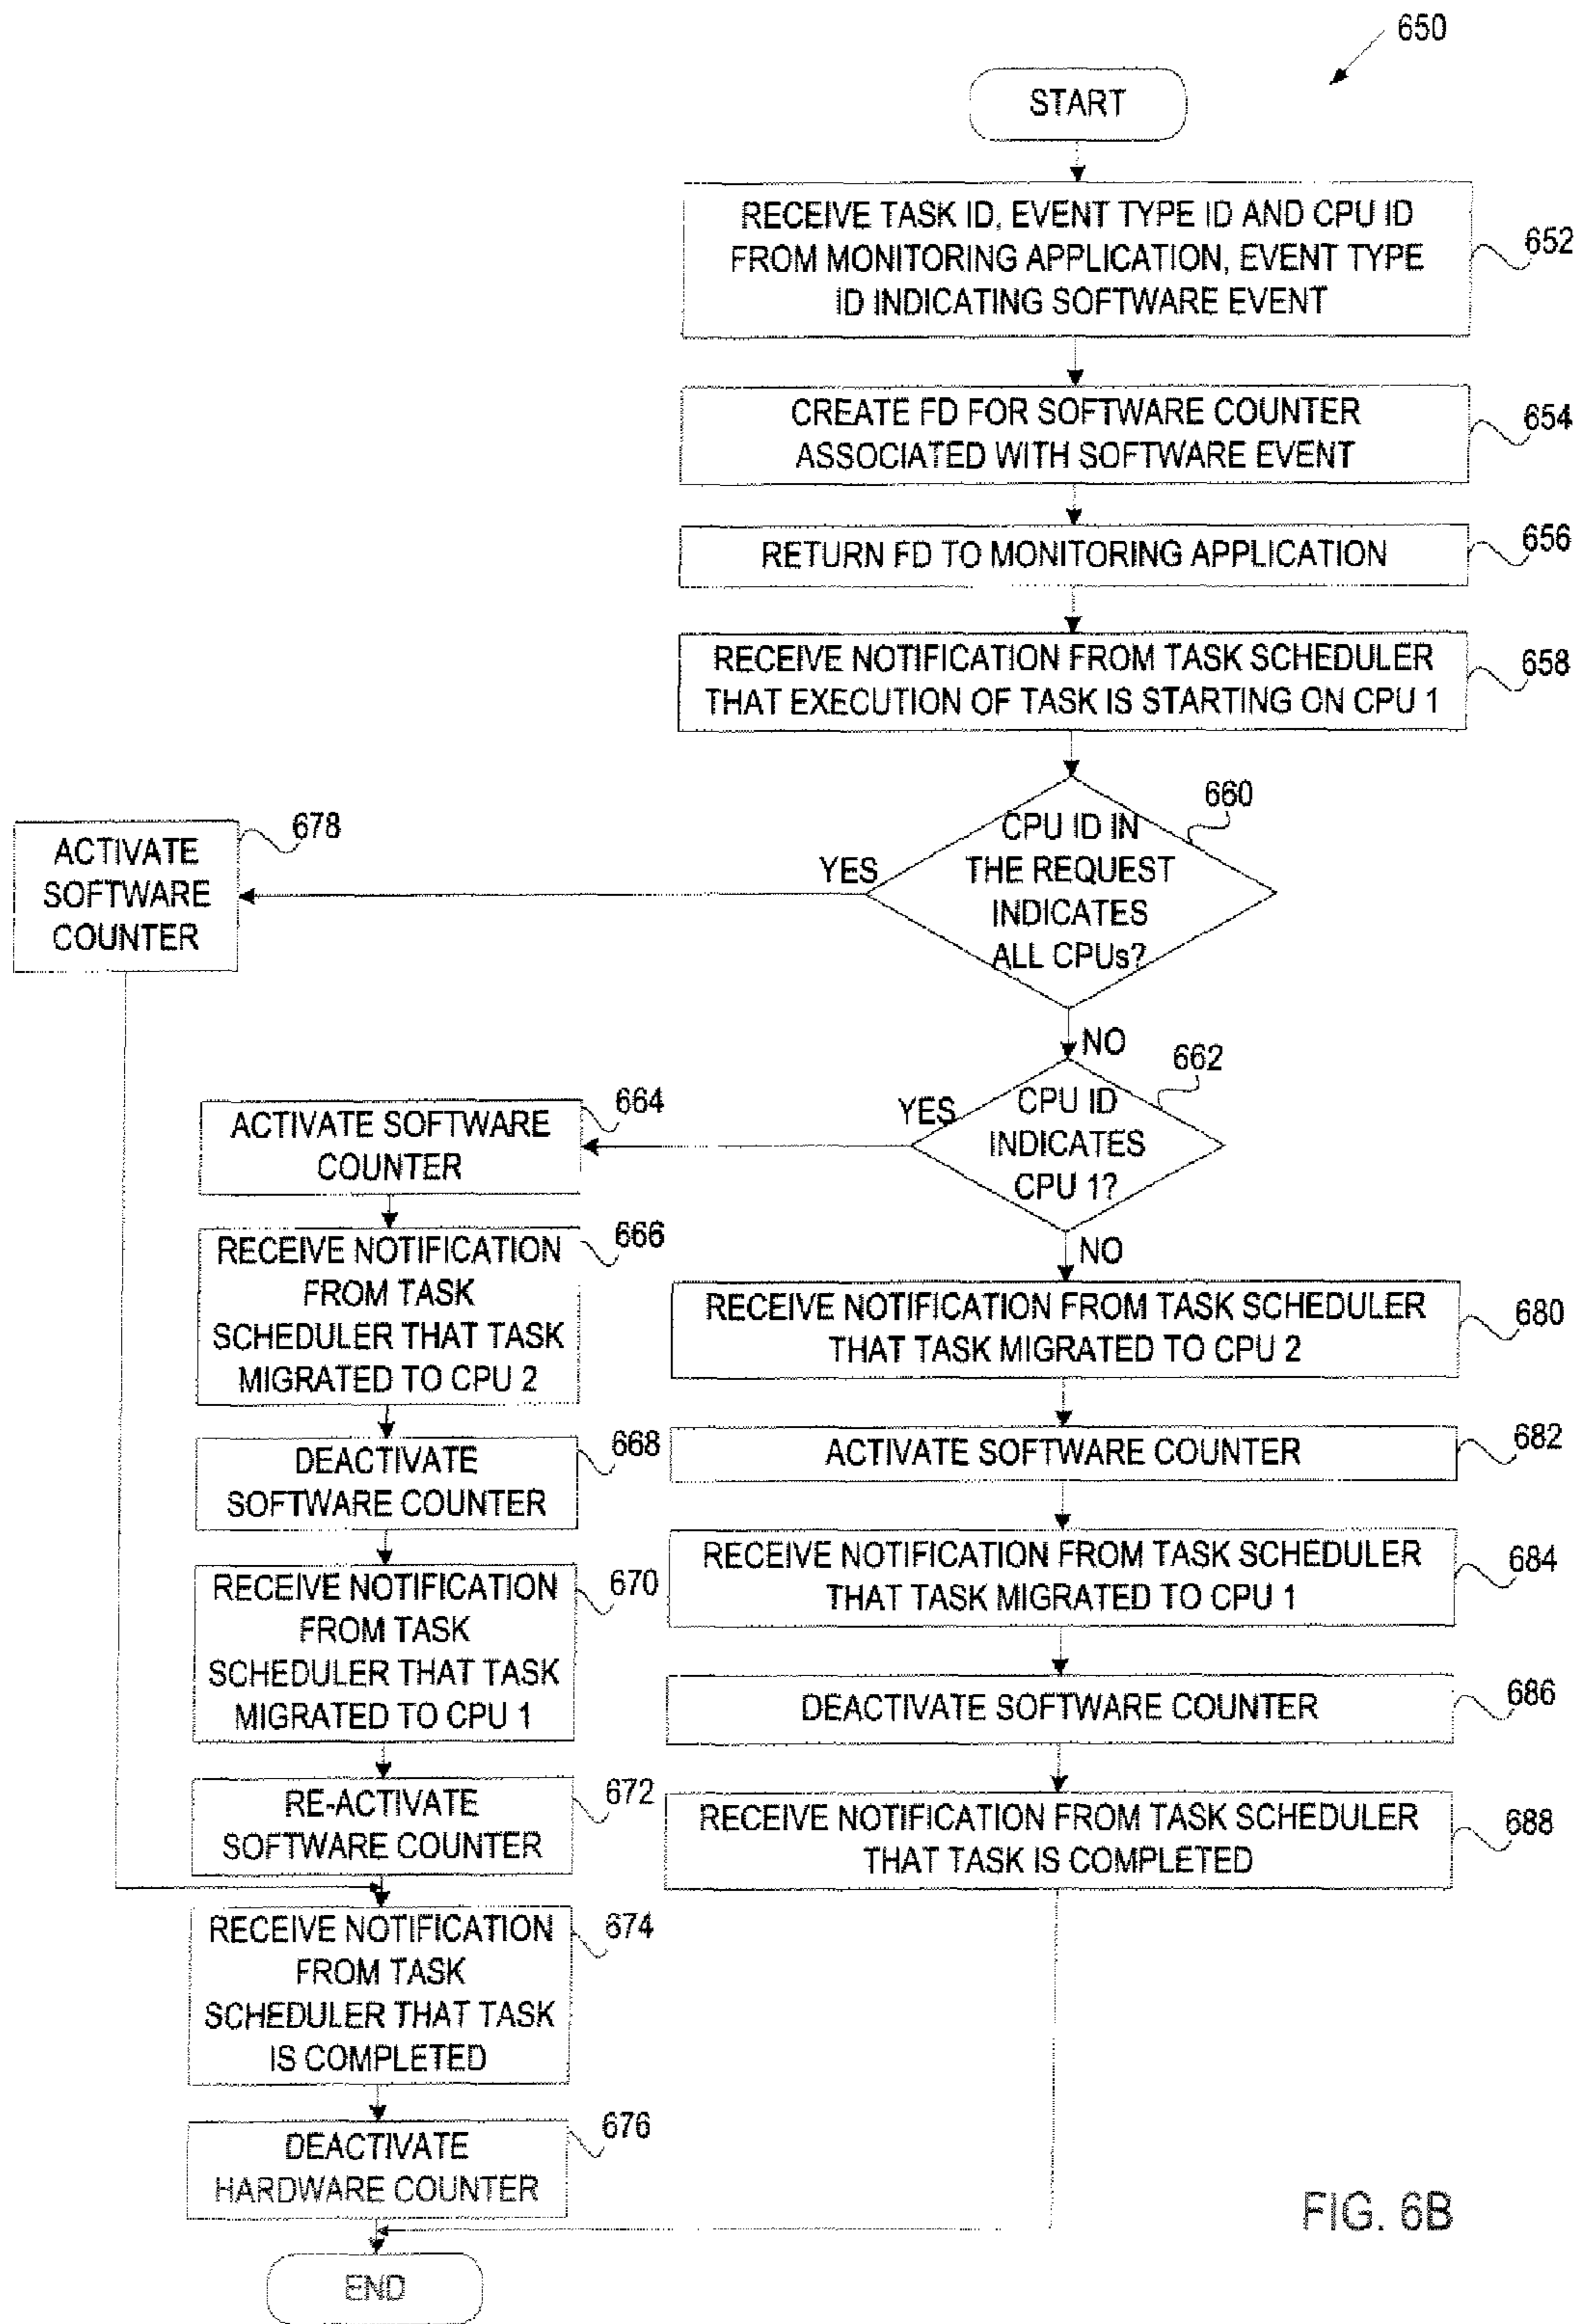 650
START
RECEIVE TASK ID, EVENT TYPE ID AND CPU ID
FROM MONITORING APPLICATION, EVENT TYPE
ID INDICATING SOFTWARE EVENT
652
CREATE FD FOR SOFTWARE COUNTER
ASSOCIATED WITH SOFTWARE EVENT
654
RETURN FD TO MONITORING APPLICATION
656
RECEIVE NOTIFICATION FROM TASK SCHEDULER
THAT EXECUTION OF TASK IS STARTING ON CPU 1
658
660
CPU ID IN
THE REQUEST
INDICATES
ALL CPUs?
YES
678
ACTIVATE
SOFTWARE
COUNTER
NO
662
CPU ID
INDICATES
CPU 1?
YES
664
ACTIVATE SOFTWARE
COUNTER
NO
666
RECEIVE NOTIFICATION
FROM TASK
SCHEDULER THAT TASK
MIGRATED TO CPU 2
668
DEACTIVATE
SOFTWARE COUNTER
670
RECEIVE NOTIFICATION
FROM TASK
SCHEDULER THAT TASK
MIGRATED TO CPU 1
672
RE-ACTIVATE
SOFTWARE COUNTER
674
RECEIVE NOTIFICATION
FROM TASK
SCHEDULER THAT TASK
IS COMPLETED
676
DEACTIVATE
HARDWARE COUNTER
RECEIVE NOTIFICATION FROM TASK SCHEDULER
THAT TASK MIGRATED TO CPU 2
680
ACTIVATE SOFTWARE COUNTER
682
RECEIVE NOTIFICATION FROM TASK SCHEDULER
THAT TASK MIGRATED TO CPU 1
684
DEACTIVATE SOFTWARE COUNTER
686
RECEIVE NOTIFICATION FROM TASK SCHEDULER
THAT TASK IS COMPLETED
688
END
FIG. 6B